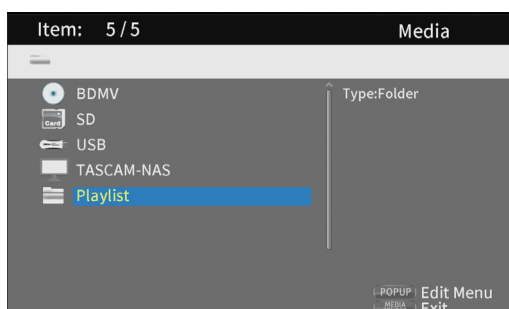 Item: 5/5 Media
BDMV
Type:Folder
Card SD
USB
TASCAM-NAS
Playlist
POPUP Edit Menu
MEDIA Exit